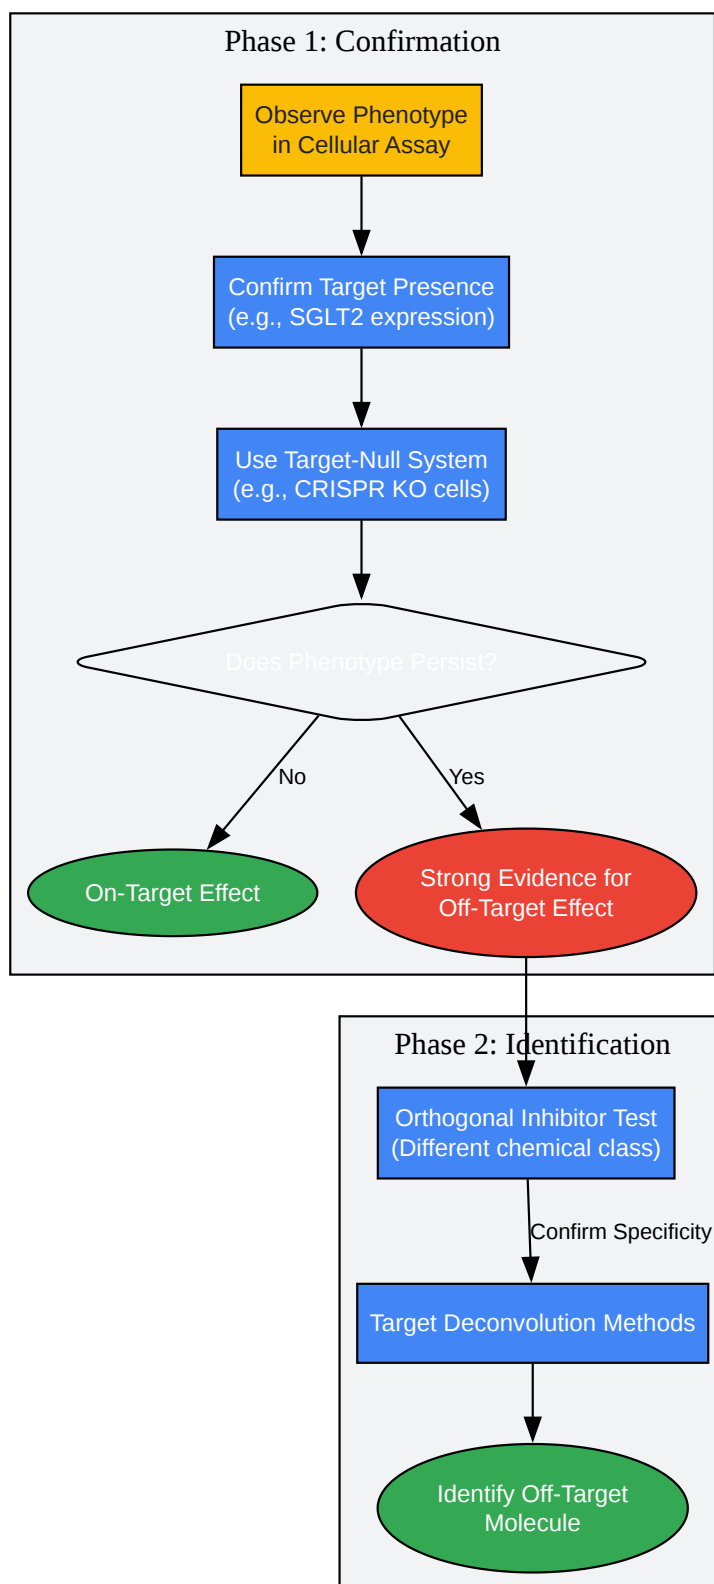 Phase 1: Confirmation
Observe Phenotype
in Cellular Assay
Confirm Target Presence
(e.g., SGLT2 expression)
Use Target-Null System
(e.g., CRISPR KO cells)
Does Phenotype Persist?
No
Yes
On-Target Effect
Strong Evidence for
Off-Target Effect
Phase 2: Identification
Orthogonal Inhibitor Test
(Different chemical class)
Confirm Specificity
Target Deconvolution Methods
Identify Off-Target
Molecule